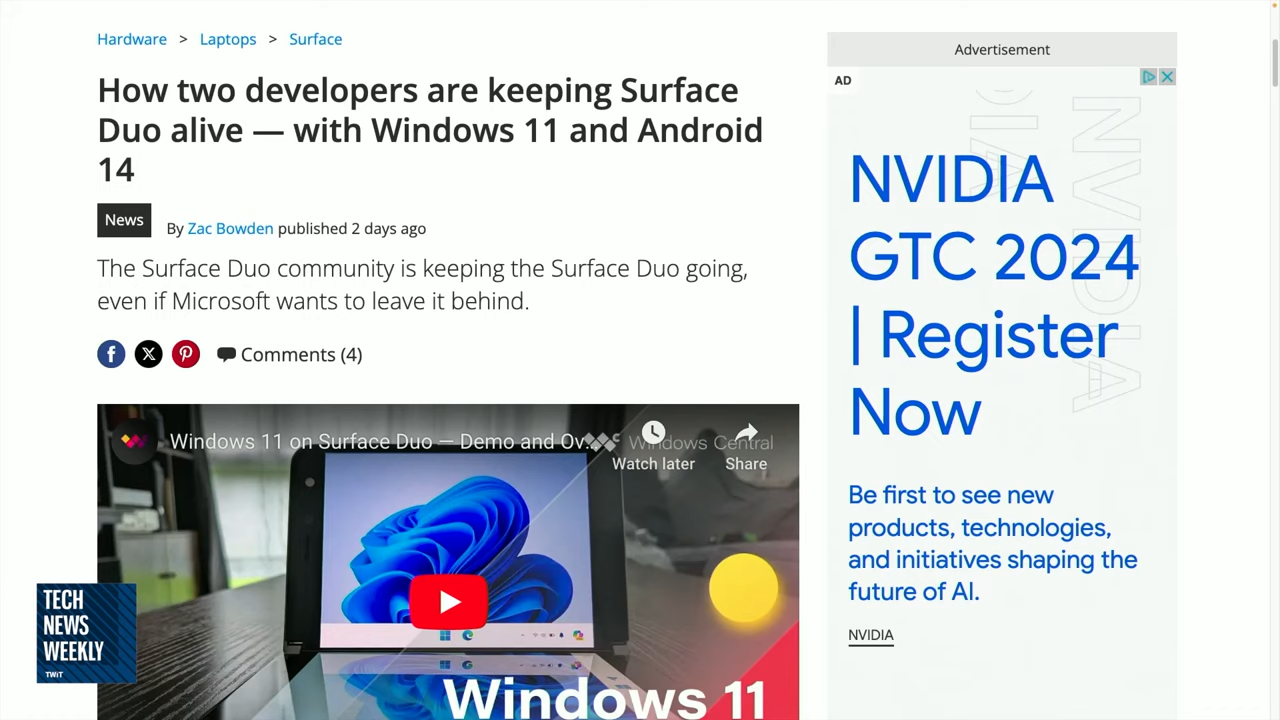 Hardware > Laptops > Surface
How two developers are keeping Surface
Duo alive — with Windows 11 and Android
14
News
By Zac Bowden published 2 days ago
The Surface Duo community is keeping the Surface Duo going,
even if Microsoft wants to leave it behind.
Comments (4)
Windows 11 on Surface Duo — Demo and Ov...
Windows Central
Watch later
Share
Windows 11
TECH
NEWS
WEEKLY
TWiT
Advertisement
AD
NVIDIA
GTC 2024
| Register
Now
Be first to see new
products, technologies,
and initiatives shaping the
future of AI.
NVIDIA
NVIDIA